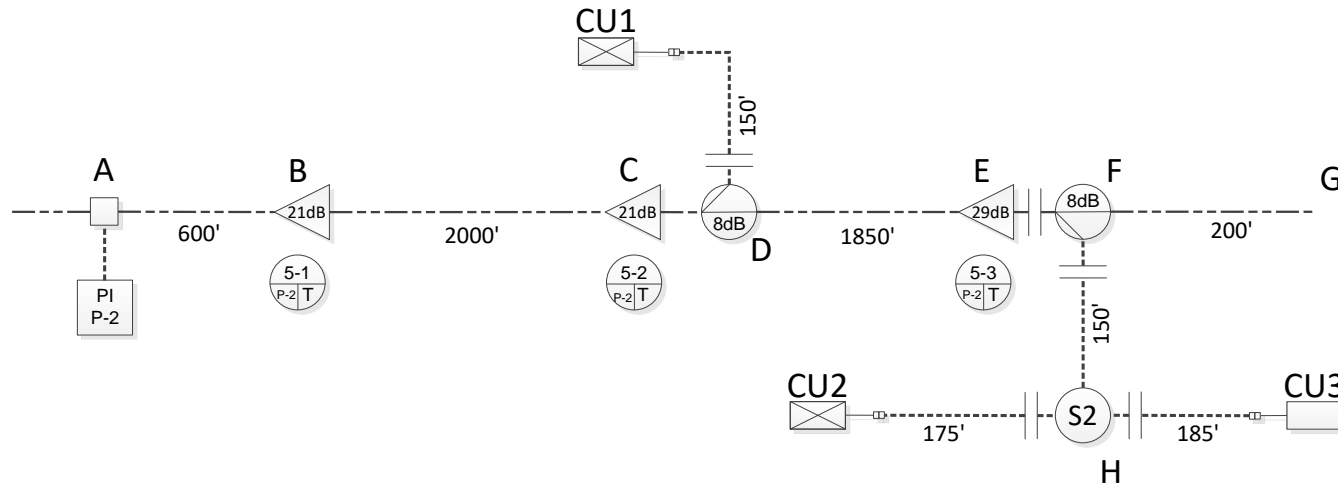 CU1
150'
A
B
C
E
F
G
21dB
21dB
8dB
29dB
8dB
D
600'
2000'
1850'
200'
PI
P-2
5-1
P-2 T
5-2
P-2 T
5-3
P-2 T
150'
CU2
CU3
S2
175'
185'
H